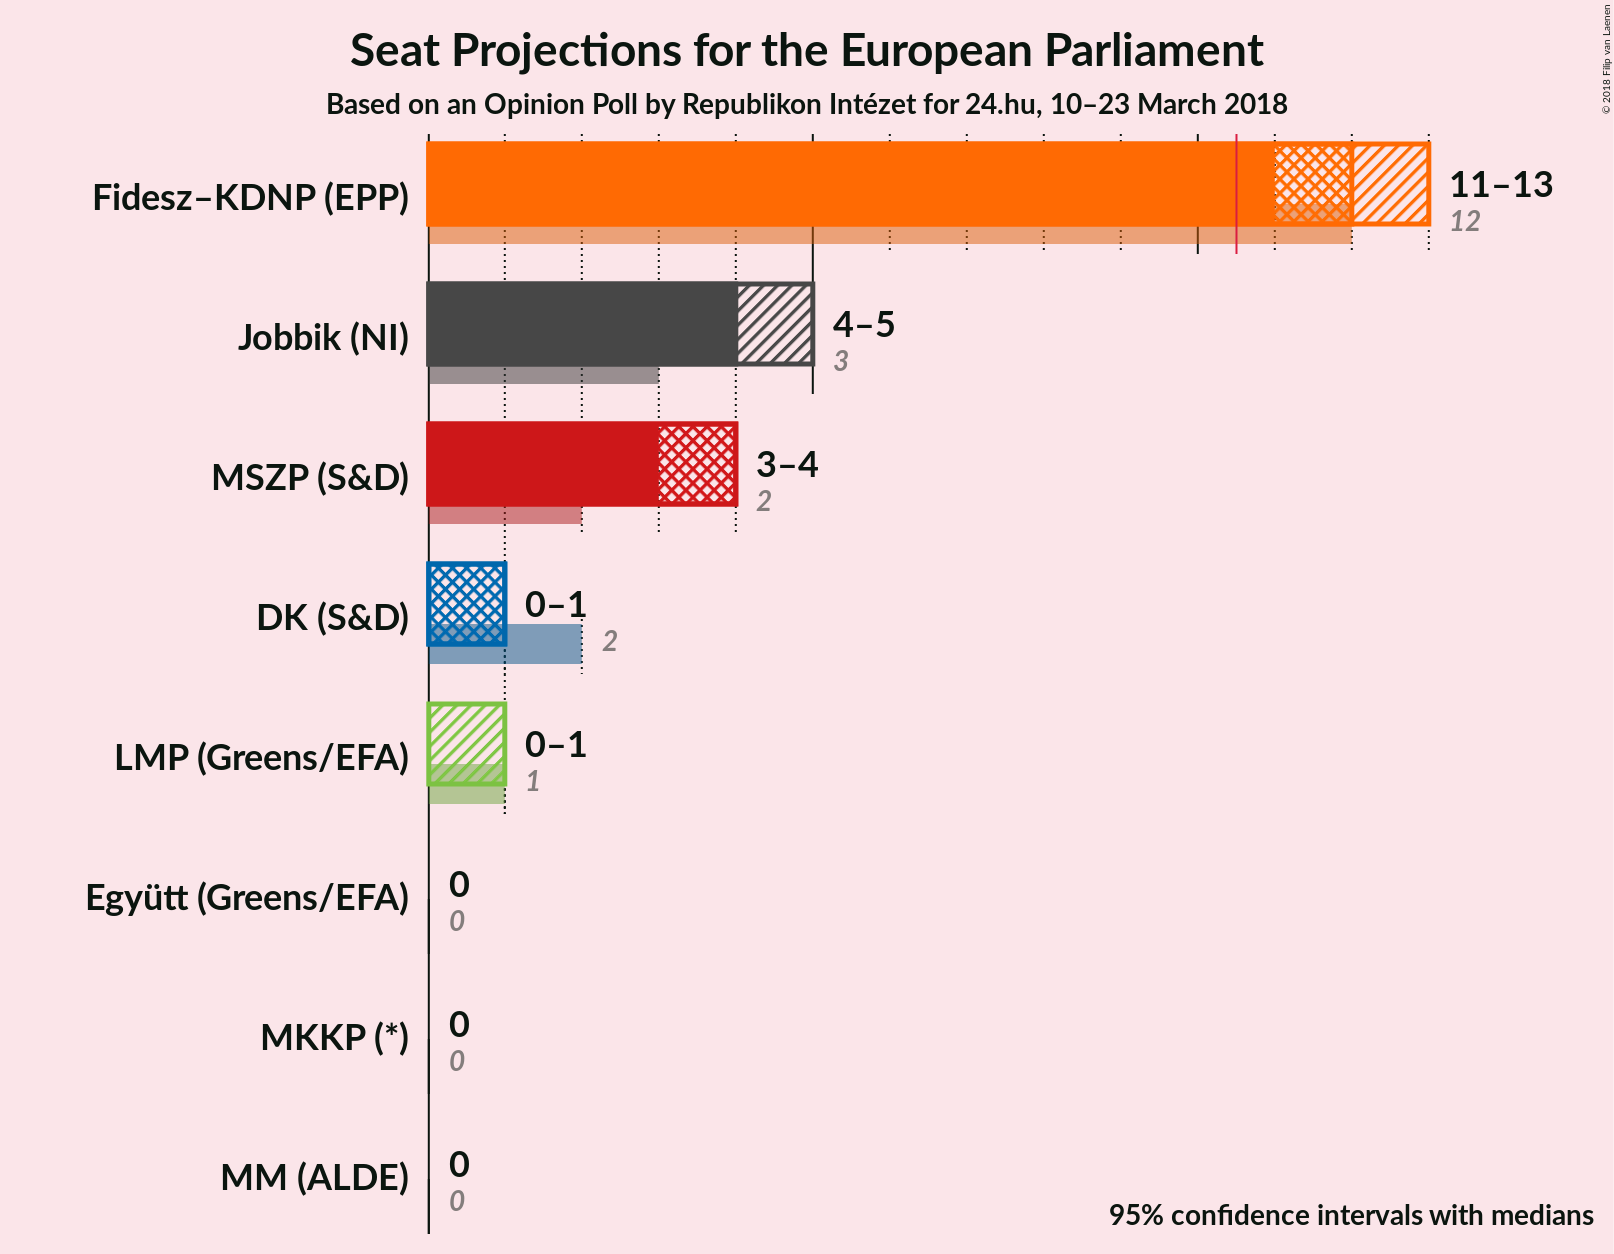 Seat Projections for the European Parliament
Based on an Opinion Poll by Republikon Intézet for 24.hu, 10–23 March 2018
© 2018 Filip van Laenen
Fidesz–KDNP (EPP)
11–13
12
Jobbik (NI)
4–5
3
MSZP (S&D)
3–4
2
DK (S&D)
0–1
2
LMP (Greens/EFA)
0–1
1
Együtt (Greens/EFA)
0
0
MKKP (*)
0
0
MM (ALDE)
0
0
95% confidence intervals with medians